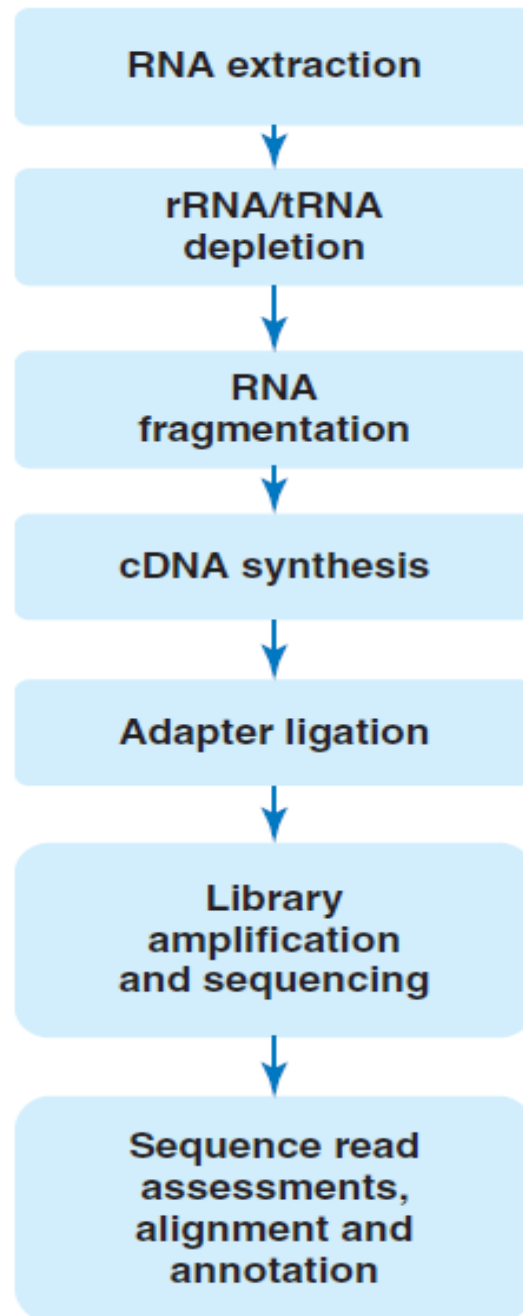 RNA extraction
rRNA/tRNA
depletion
RNA
fragmentation
cDNA synthesis
Adapter ligation
Library
amplification
and sequencing
Sequence read
assessments,
alignment and
annotation